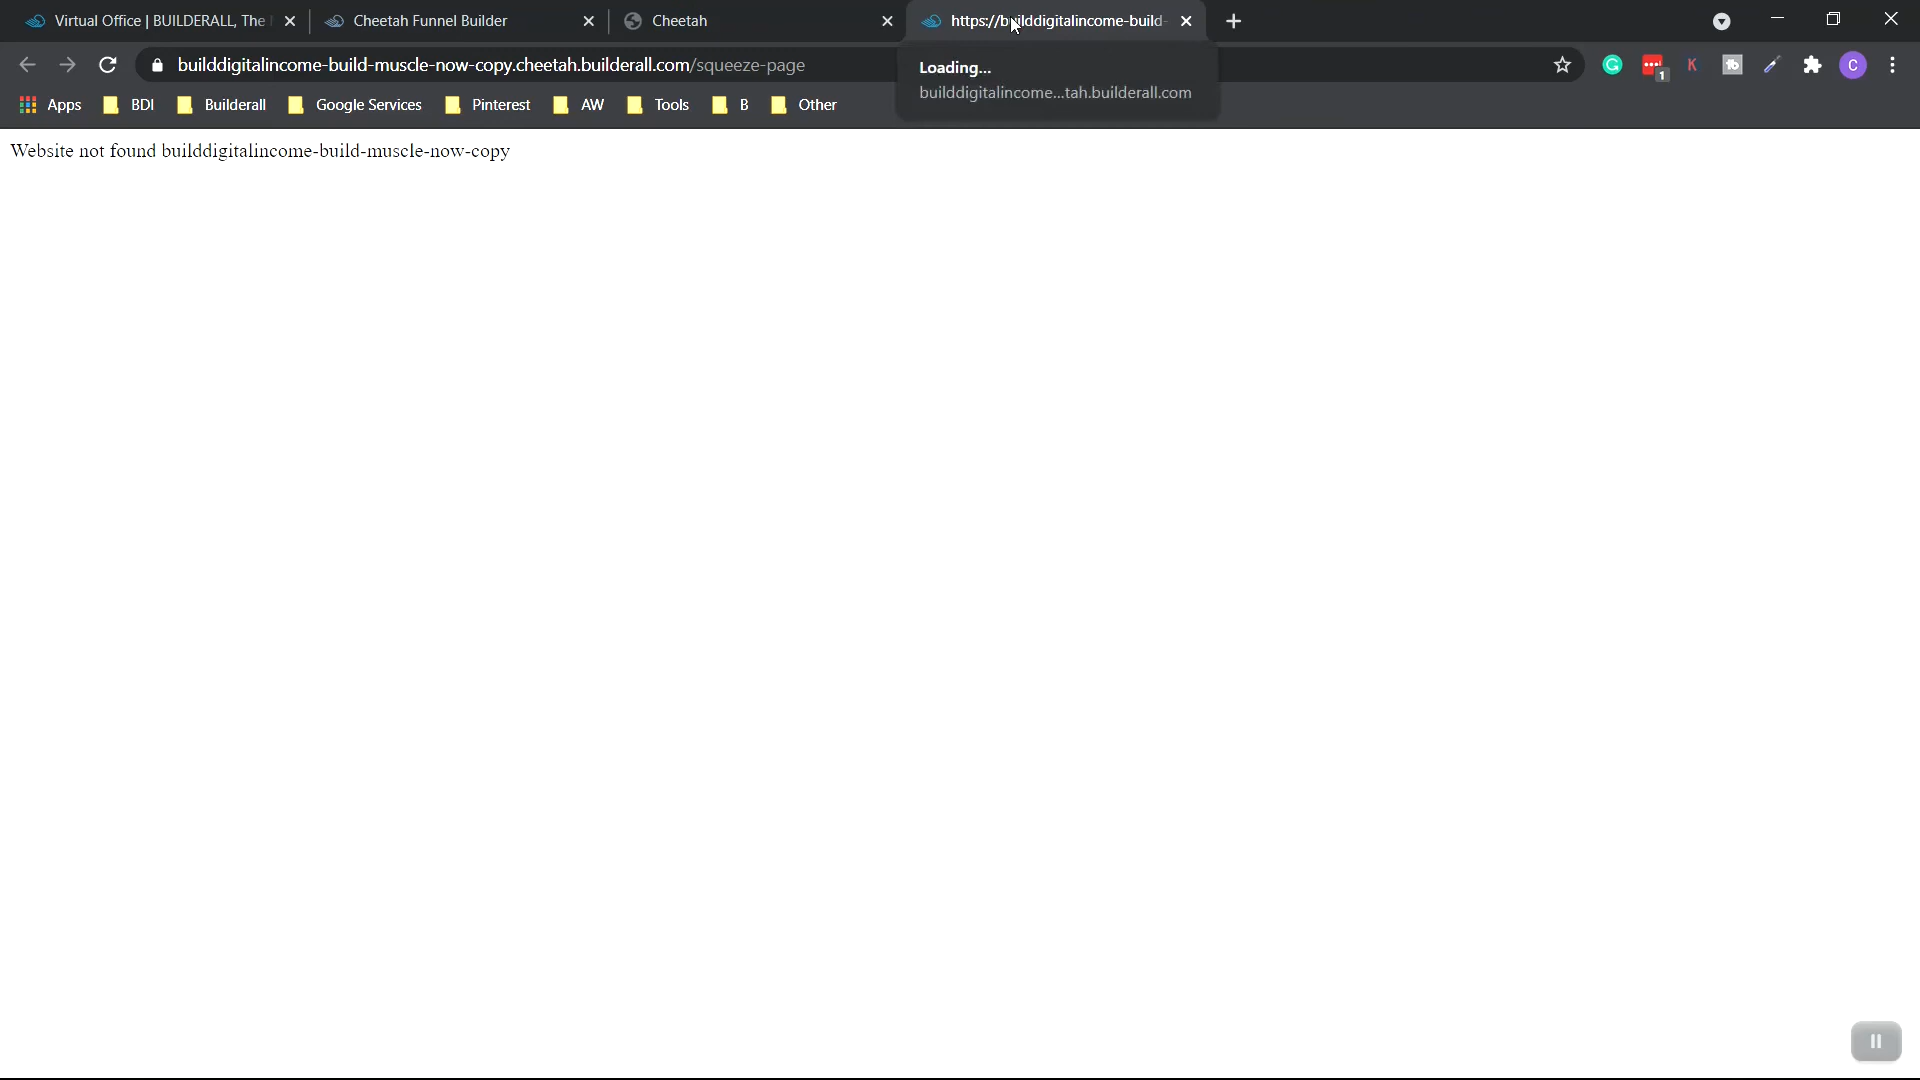 Virtual Office | BUILDERALL, The
Cheetah Funnel Builder
Cheetah
https://builddigitalincome-build-
builddigitalincome-build-muscle-now-copy.cheetah.builderall.com/squeeze-page
1
K
C
Loading...
builddigitalincome...tah.builderall.com
Apps
BDI
Builderall
Google Services
Pinterest
AW
Tools
B
Other
Website not found builddigitalincome-build-muscle-now-copy